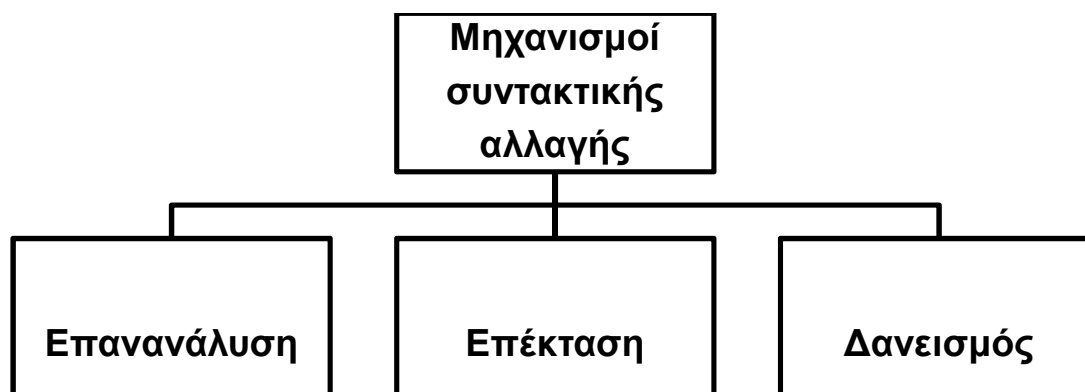 Μηχανισμοί
συντακτικής
αλλαγής
Επανανάλυση
Επέκταση
Δανεισμός